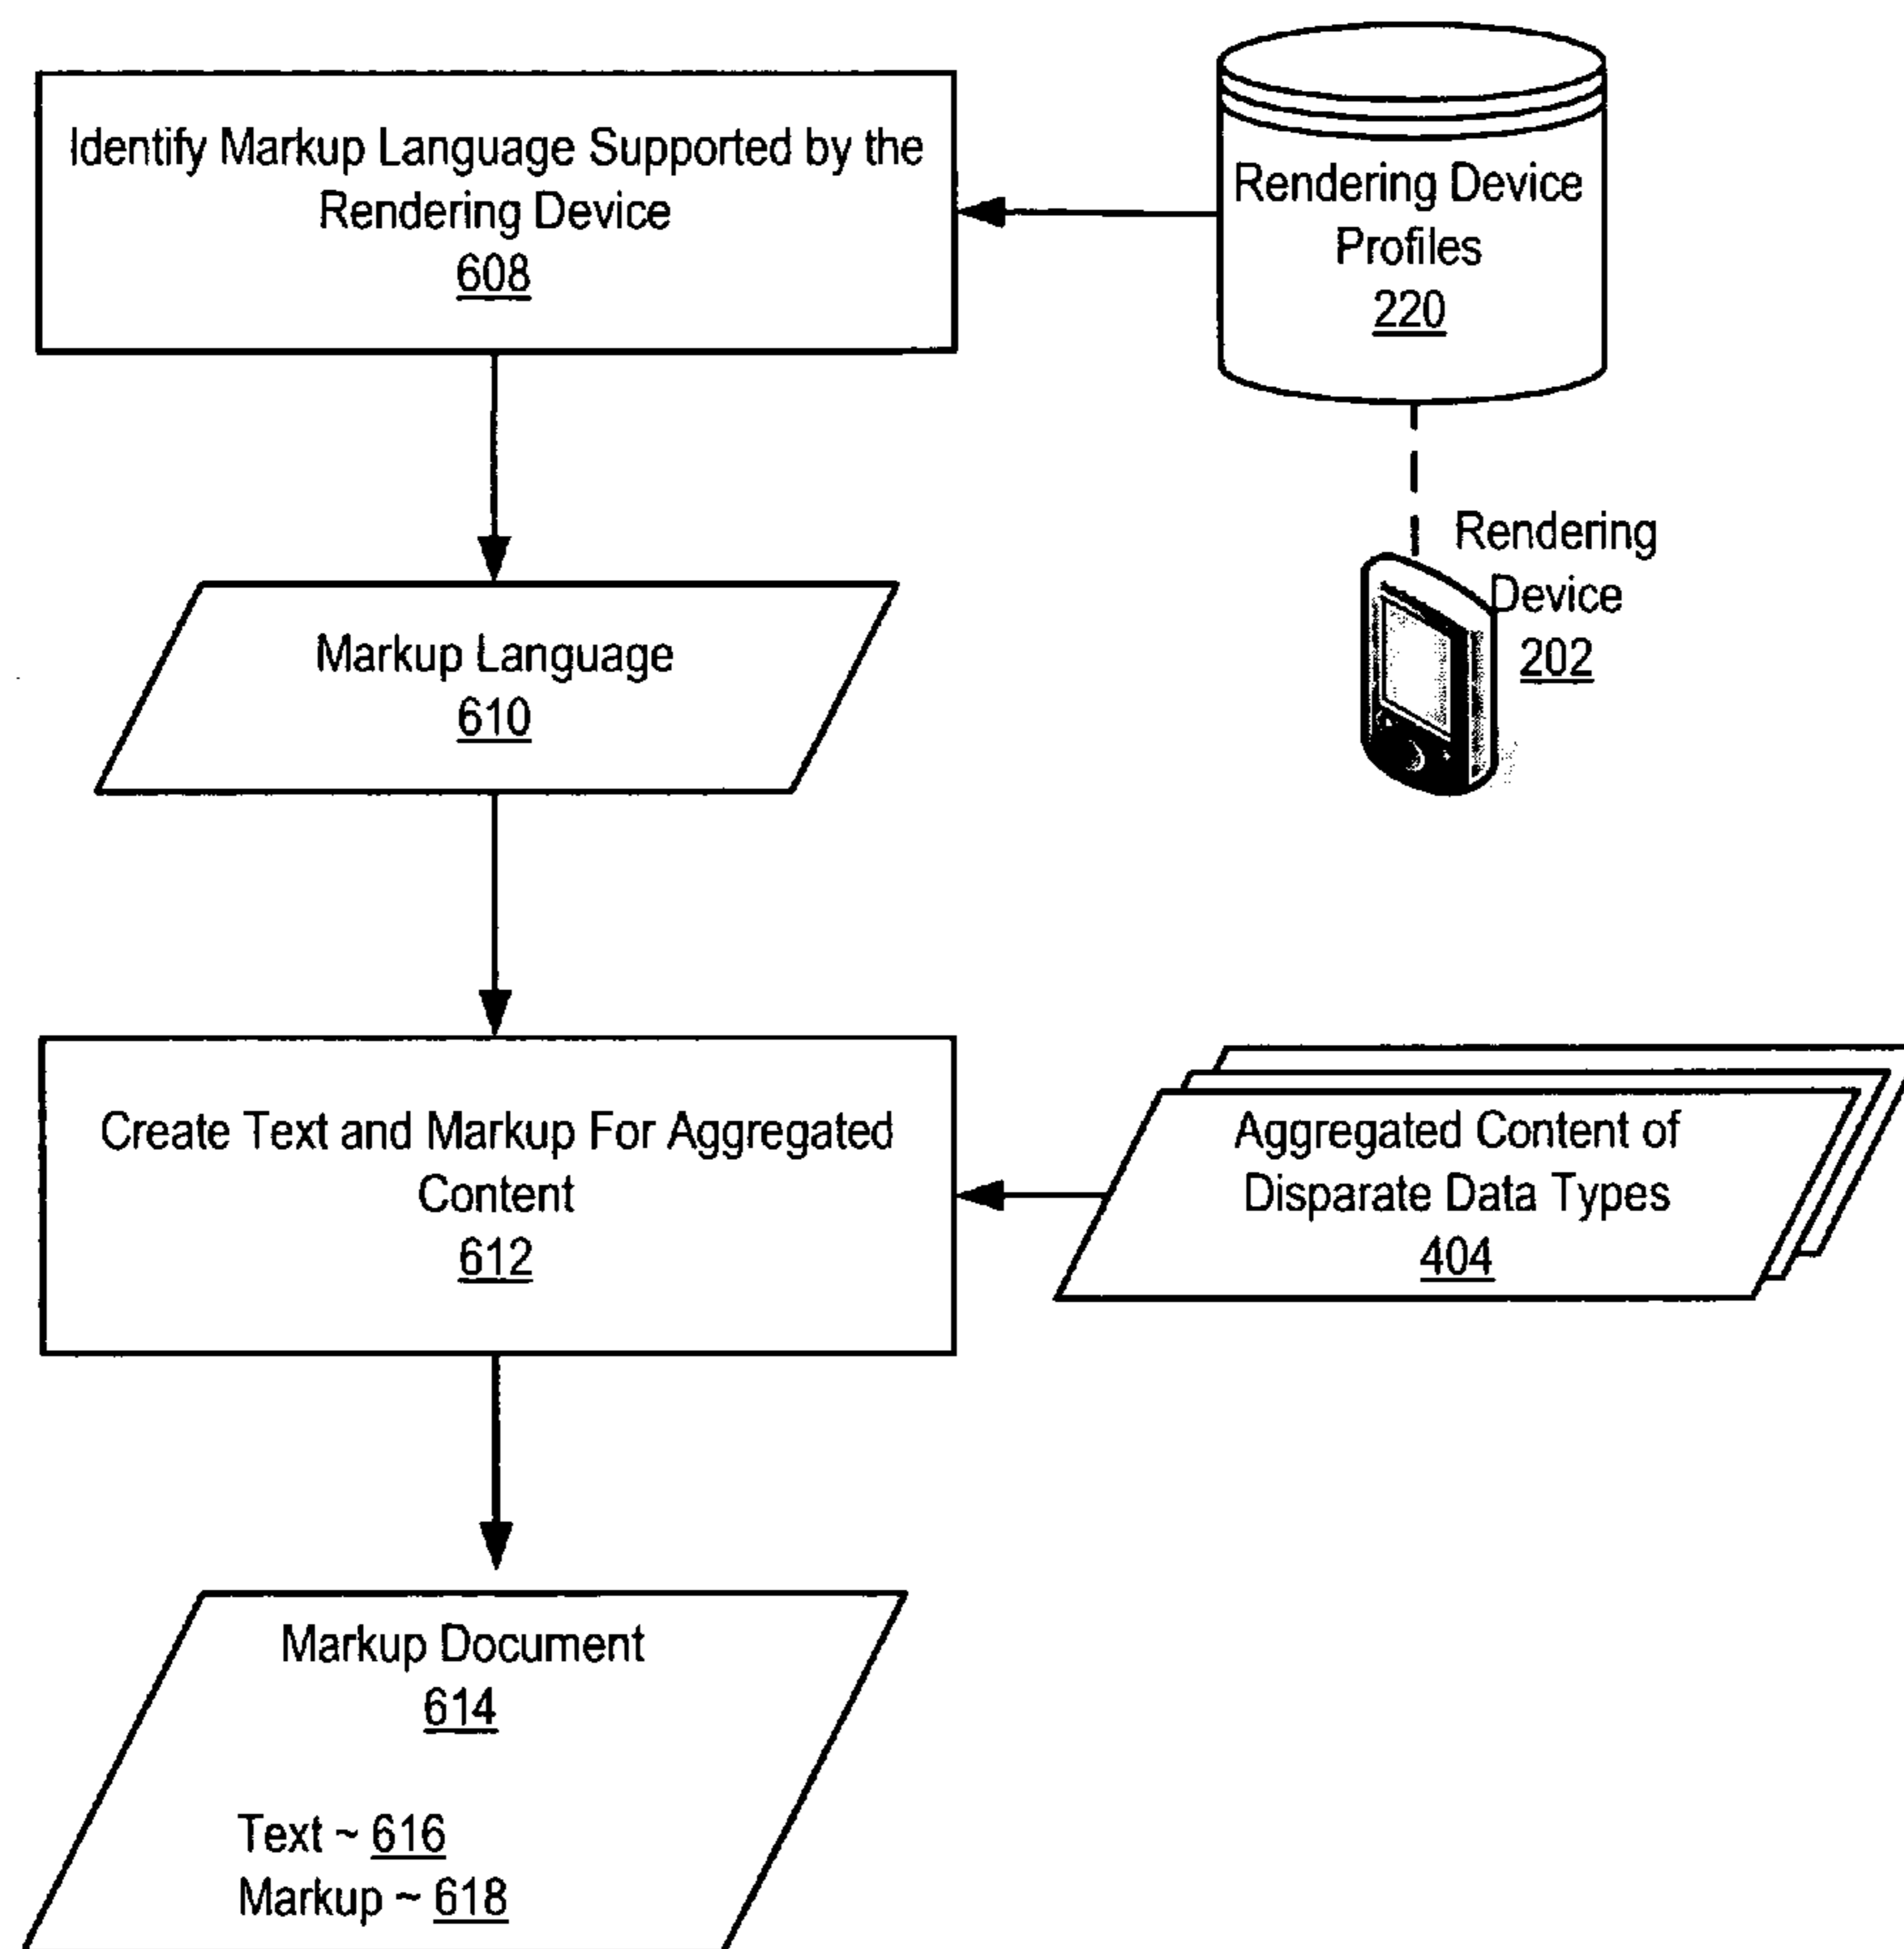 Identify Markup Language Supported by the
Rendering Device
608
Rendering Device
Profiles
220
Rendering
Device
202
Markup Language
610
Create Text and Markup For Aggregated
Content
612
Aggregated Content of
Disparate Data Types
404
Markup Document
614
Text ~ 616
Markup ~ 618